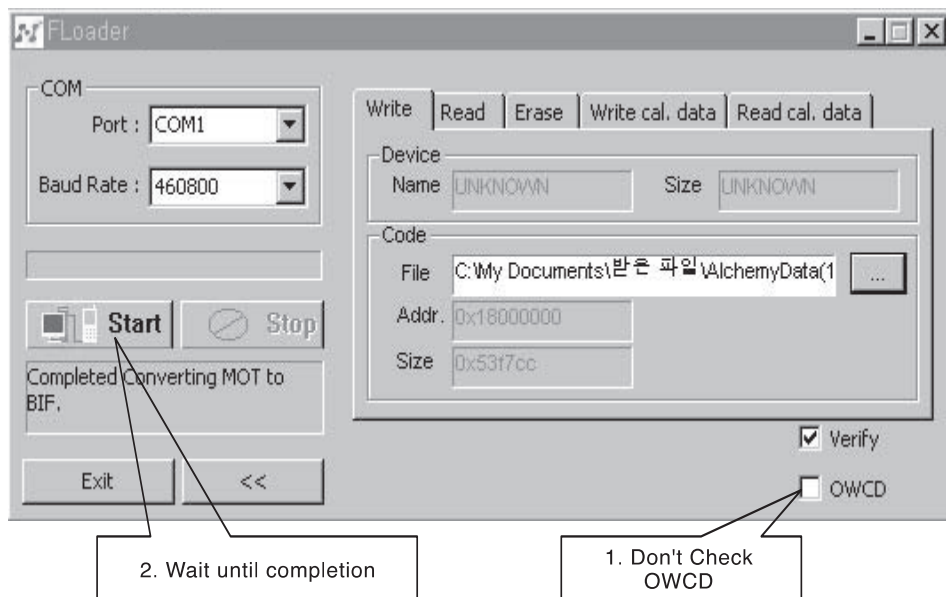 FLoader
COM
Port : COM1
Baud Rate : 460800
Start
Stop
Completed Converting MOT to
BIF.
Exit
<<
Write Read Erase Write cal. data Read cal. data
Device
Name UNKNOWN Size UNKNOWN
Code
File C:\My Documents\받은 파일\AlchemyData(1 ...
Addr. 0x18000000
Size 0x53f7cc
Verify
OWCD
2. Wait until completion
1. Don't Check
OWCD